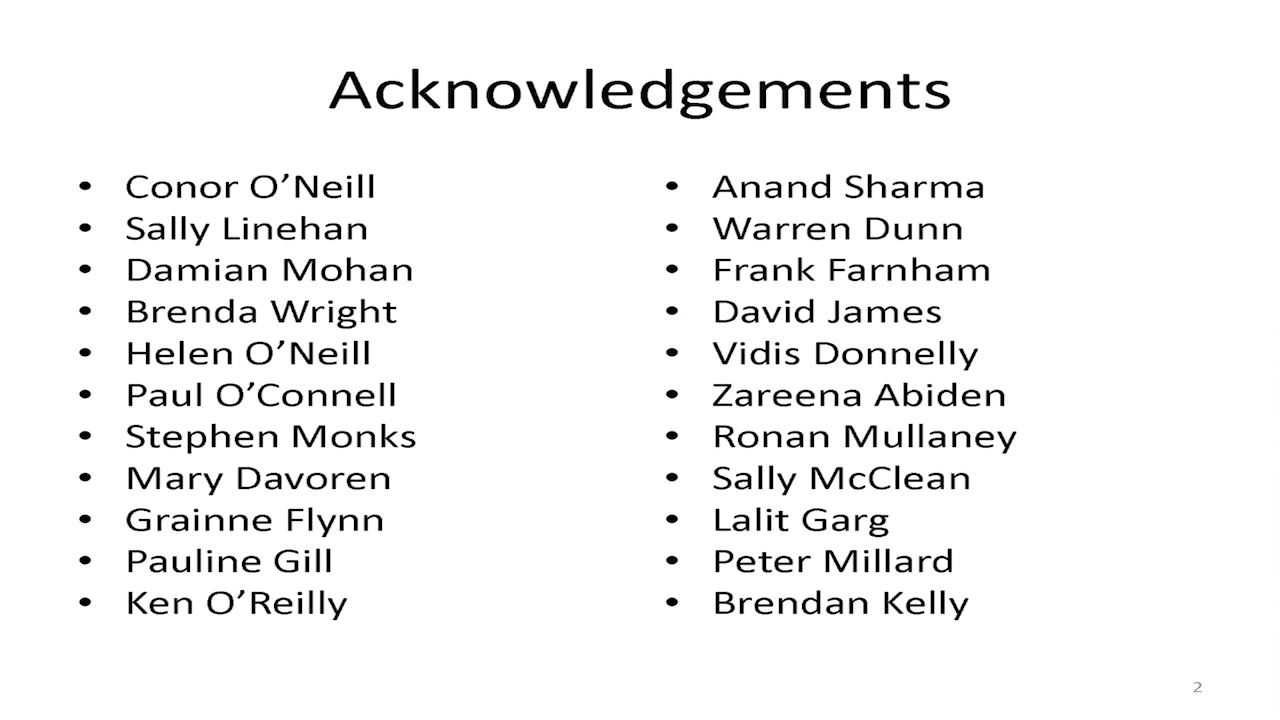 Acknowledgements
• Conor O’Neill
• Sally Linehan
• Damian Mohan
• Brenda Wright
• Helen O’Neill
• Paul O’Connell
• Stephen Monks
• Mary Davoren
• Grainne Flynn
• Pauline Gill
• Ken O’Reilly
• Anand Sharma
• Warren Dunn
• Frank Farnham
• David James
• Vidis Donnelly
• Zareena Abiden
• Ronan Mullaney
• Sally McClean
• Lalit Garg
• Peter Millard
• Brendan Kelly
2